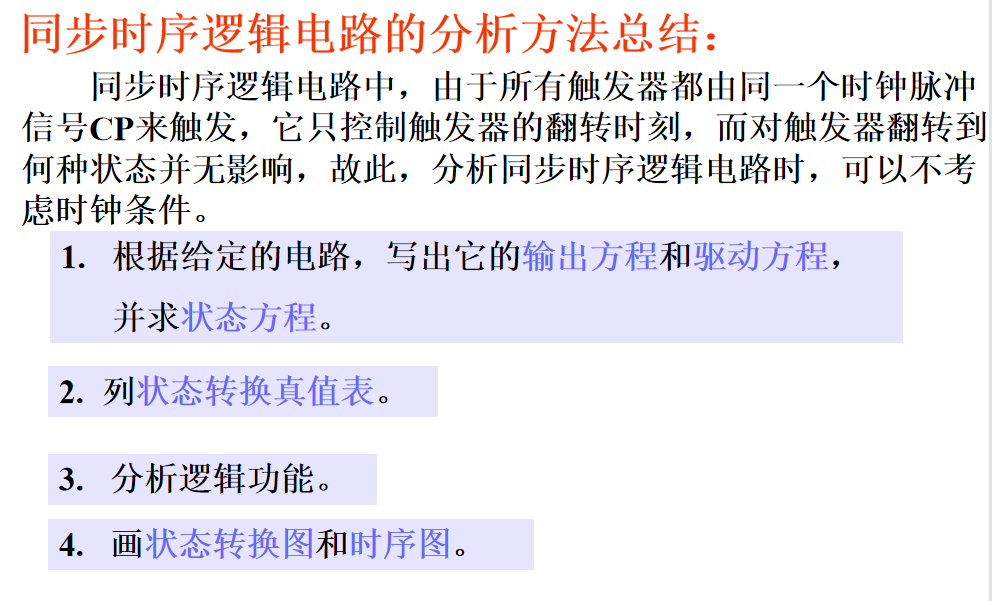 同步时序逻辑电路的分析方法总结：
同步时序逻辑电路中，由于所有触发器都由同一个时钟脉冲
信号CP来触发，它只控制触发器的翻转时刻，而对触发器翻转到
何种状态并无影响，故此，分析同步时序逻辑电路时，可以不考
虑时钟条件。
1. 根据给定的电路，写出它的输出方程和驱动方程，
并求状态方程。
2. 列状态转换真值表。
3. 分析逻辑功能。
4. 画状态转换图和时序图。